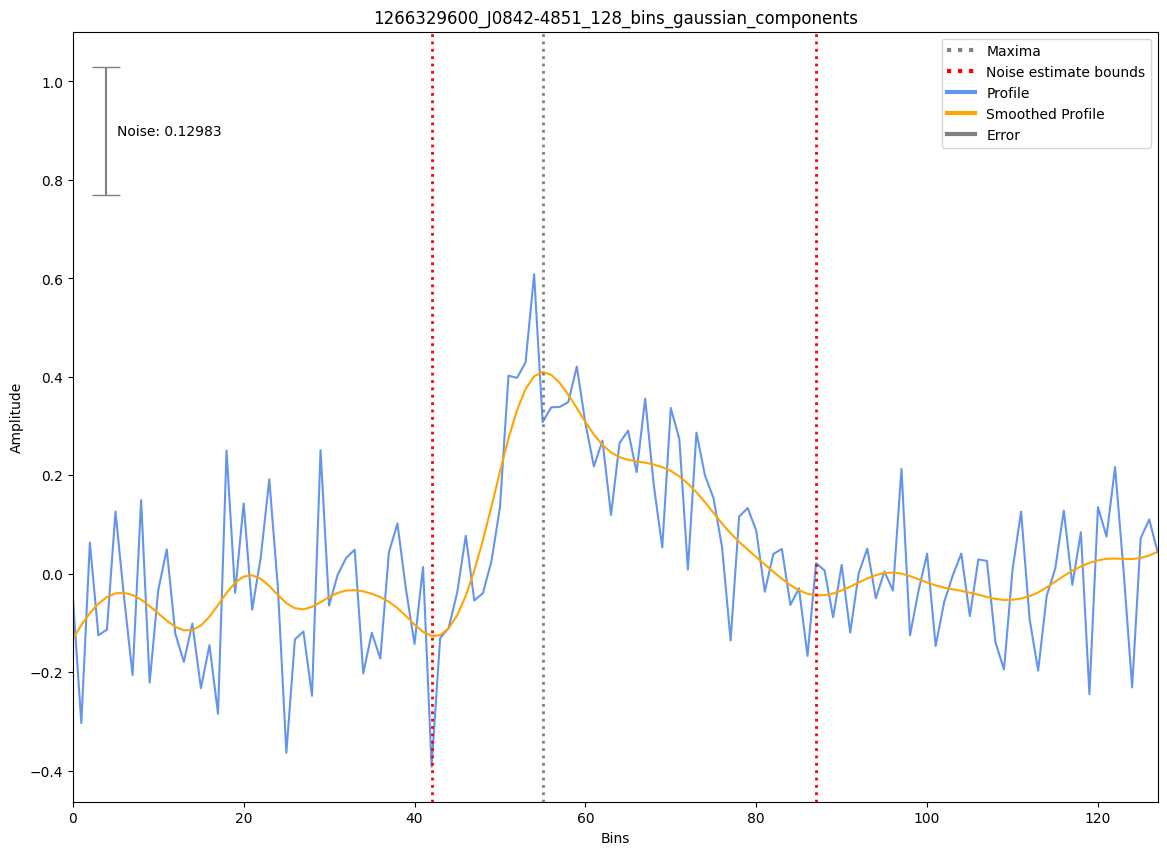 1266329600_J0842-4851_128_bins_gaussian_components
Maxima
Noise estimate bounds
Profile
Smoothed Profile
Error
Noise: 0.12983
1.0
0.8
0.6
0.4
0.2
0.0
−0.2
−0.4
Amplitude
0 20 40 60 80 100 120
Bins